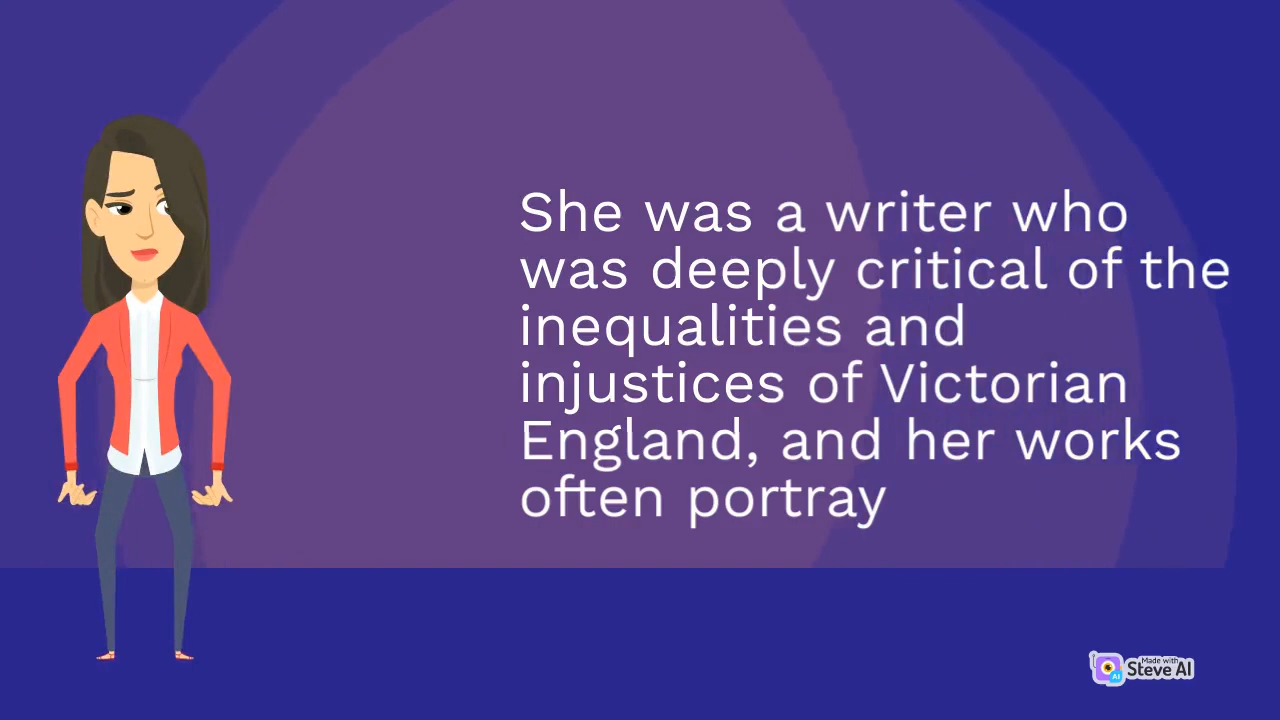 She was a writer who
was deeply critical of the
inequalities and
injustices of Victorian
England, and her works
often portray
Made with
Steve AI
AI